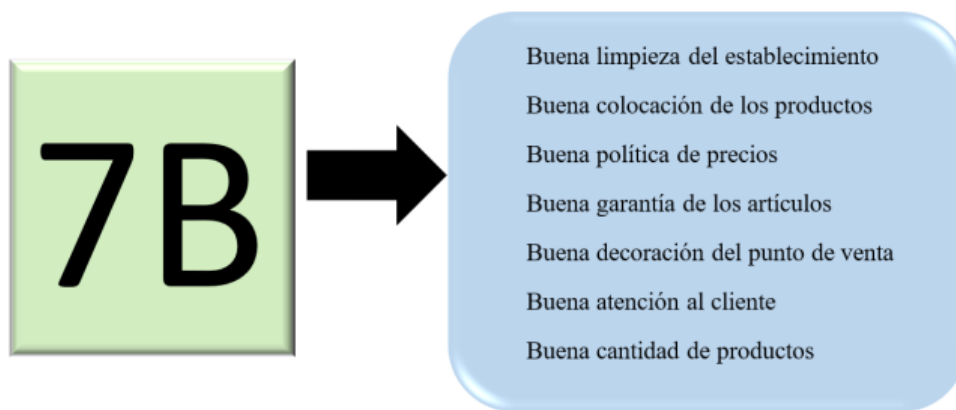 7B
Buena limpieza del establecimiento
Buena colocación de los productos
Buena política de precios
Buena garantía de los artículos
Buena decoración del punto de venta
Buena atención al cliente
Buena cantidad de productos